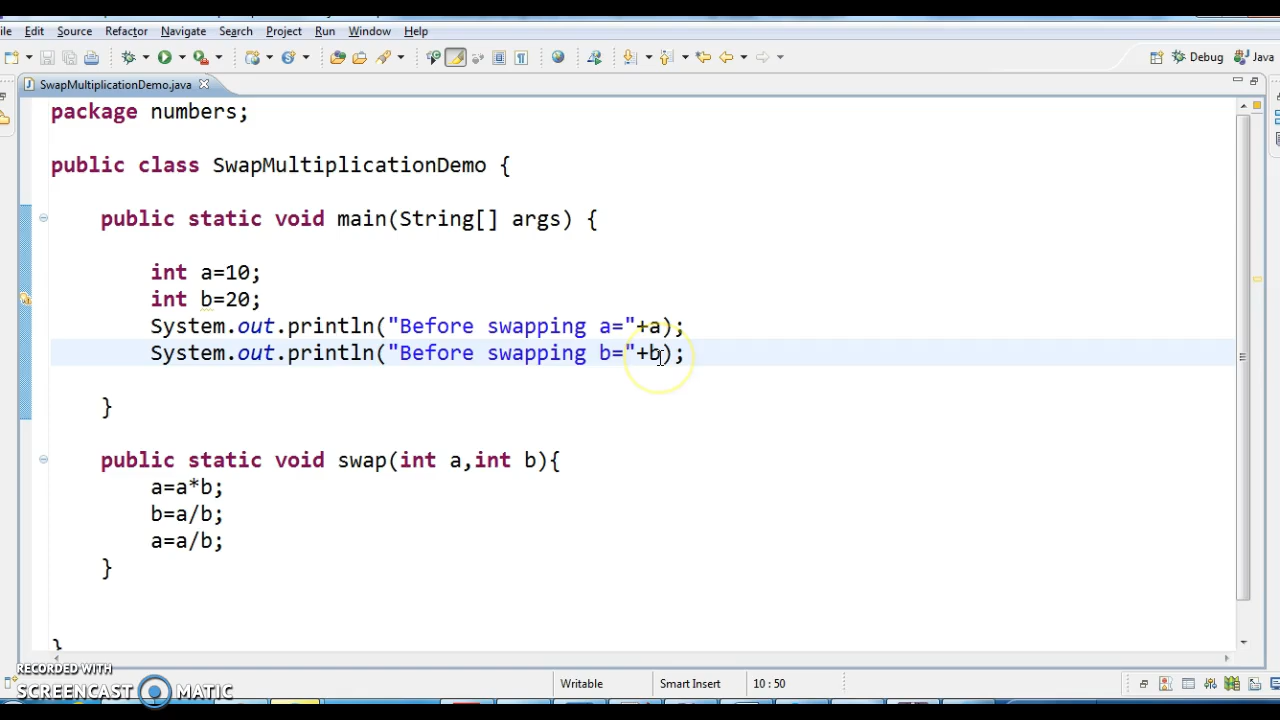 ile Edit Source Refactor Navigate Search Project Run Window Help
Debug Java
SwapMultiplicationDemo.java
package numbers;
public class SwapMultiplicationDemo {
public static void main(String[] args) {
int a=10;
int b=20;
System.out.println("Before swapping a="+a);
System.out.println("Before swapping b="+b);
}
public static void swap(int a,int b){
a=a*b;
b=a/b;
a=a/b;
}
}
RECORDED WITH
SCREENCAST MATIC
Writable Smart Insert 10 : 50